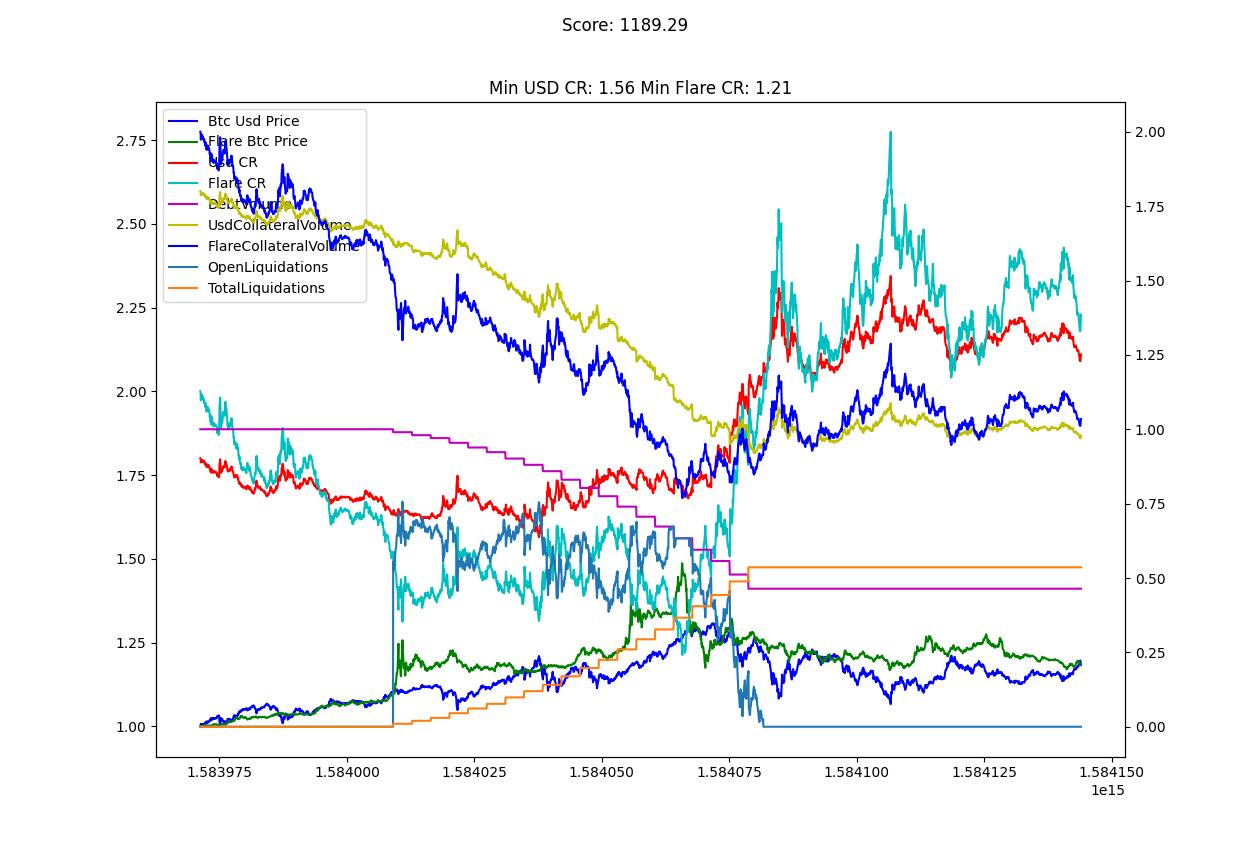 Score: 1189.29
Min USD CR: 1.56 Min Flare CR: 1.21
Btc Usd Price
Flare Btc Price
Usd CR
Flare CR
DebtVolume
UsdCollateralVolume
FlareCollateralVolume
OpenLiquidations
TotalLiquidations
2.75
2.50
2.25
2.00
1.75
1.50
1.25
1.00
2.00
1.75
1.50
1.25
1.00
0.75
0.50
0.25
0.00
1.583975 1.584000 1.584025 1.584050 1.584075 1.584100 1.584125 1.584150
1e15